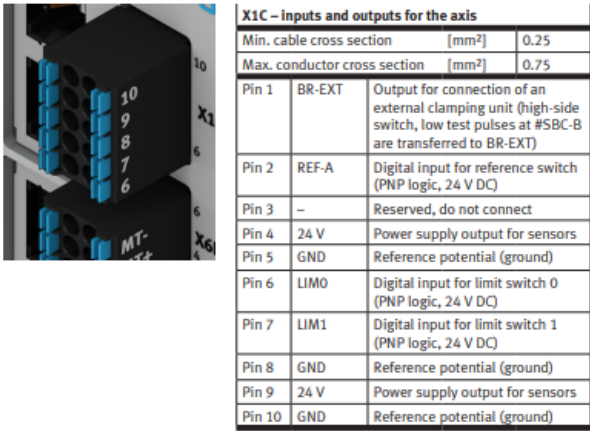 10
9
8
7
6
10
X1
6
6
X6
MT-
MT+
X1C – inputs and outputs for the axis
Min. cable cross section [mm²] 0.25
Max. conductor cross section [mm²] 0.75
Pin 1 BR-EXT Output for connection of an
external clamping unit (high-side
switch, low test pulses at #SBC-B
are transferred to BR-EXT)
Pin 2 REF-A Digital input for reference switch
(PNP logic, 24 V DC)
Pin 3 – Reserved, do not connect
Pin 4 24 V Power supply output for sensors
Pin 5 GND Reference potential (ground)
Pin 6 LIM0 Digital input for limit switch 0
(PNP logic, 24 V DC)
Pin 7 LIM1 Digital input for limit switch 1
(PNP logic, 24 V DC)
Pin 8 GND Reference potential (ground)
Pin 9 24 V Power supply output for sensors
Pin 10 GND Reference potential (ground)